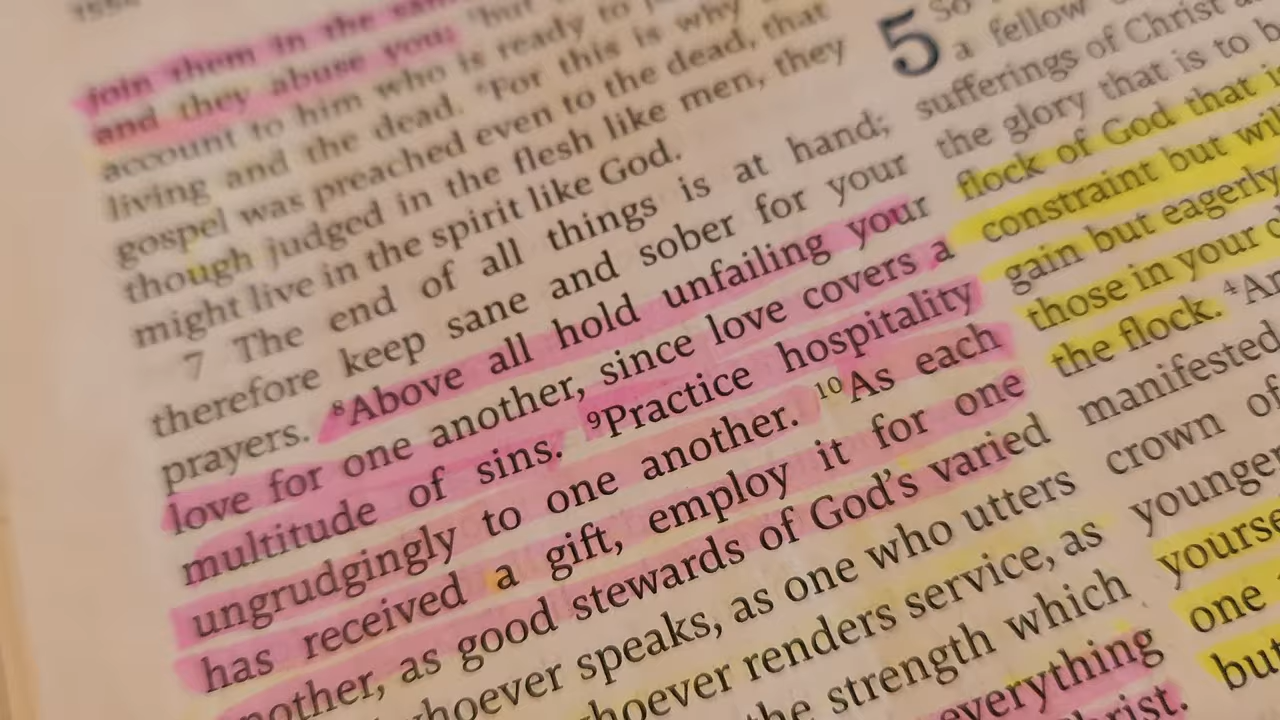 join them in the same
and they abuse you; ⁵but
account to him who is ready to
living and the dead. ⁶For this is why
gospel was preached even to the dead, that
though judged in the flesh like men, they
might live in the spirit like God.
7 The end of all things is at hand;
therefore keep sane and sober for your
prayers. ⁸Above all hold unfailing your
love for one another, since love covers a
multitude of sins. ⁹Practice hospitality
ungrudgingly to one another. ¹⁰As each
has received a gift, employ it for one
another, as good stewards of God's varied
whoever speaks, as one who utters
whoever renders service, as
the strength which
everything
Christ.
5 So
a fellow
sufferings of Christ
the glory that is to b
flock of God that i
constraint but wil
gain but eagerly
those in your c
the flock. ⁴An
manifested
crown of
younger
yourse
one
but